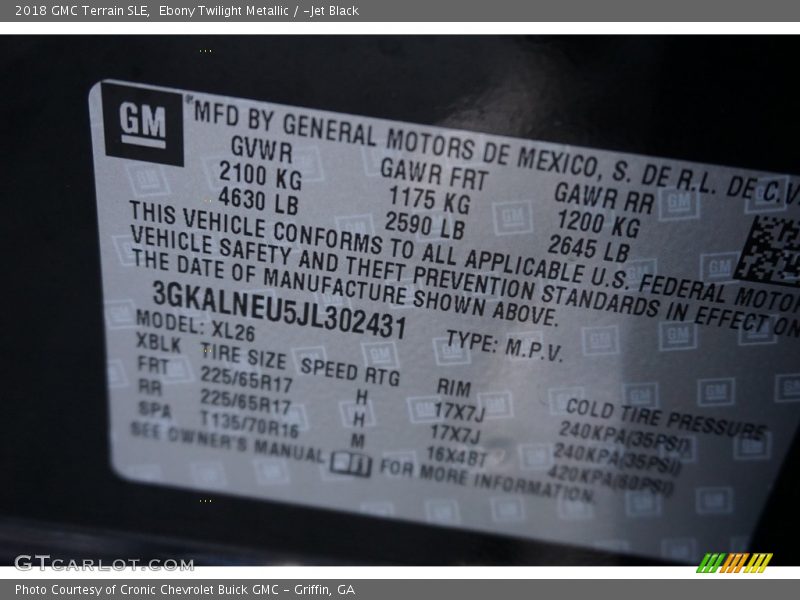 2018 GMC Terrain SLE, Ebony Twilight Metallic / -Jet Black
GM
*MFD BY GENERAL MOTORS DE MEXICO, S. DE R.L. DE C.V.
GVWR GAWR FRT GAWR RR
2100 KG 1175 KG 1200 KG
4630 LB 2590 LB 2645 LB
THIS VEHICLE CONFORMS TO ALL APPLICABLE U.S. FEDERAL MOTOR
VEHICLE SAFETY AND THEFT PREVENTION STANDARDS IN EFFECT ON
THE DATE OF MANUFACTURE SHOWN ABOVE.
3GKALNEU5JL302431 TYPE: M.P.V.
MODEL: XL26
XBLK TIRE SIZE SPEED RTG RIM COLD TIRE PRESSURE
FRT 225/65R17 H 17X7J 240KPA(35PSI)
RR 225/65R17 H 17X7J 240KPA(35PSI)
SPA T135/70R16 M 16X4BT 420KPA(60PSI)
SEE OWNER'S MANUAL FOR MORE INFORMATION.
GTCARLOT.COM
Photo Courtesy of Cronic Chevrolet Buick GMC - Griffin, GA